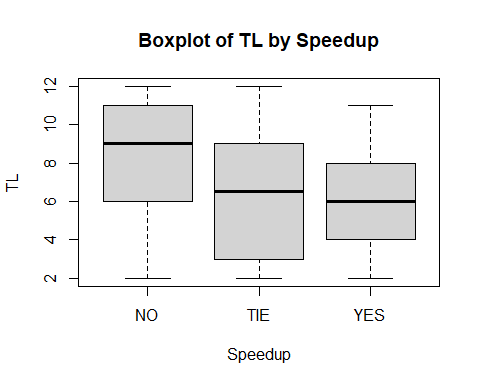 Boxplot of TL by Speedup
12
10
8
6
4
2
TL
NO TIE YES
Speedup